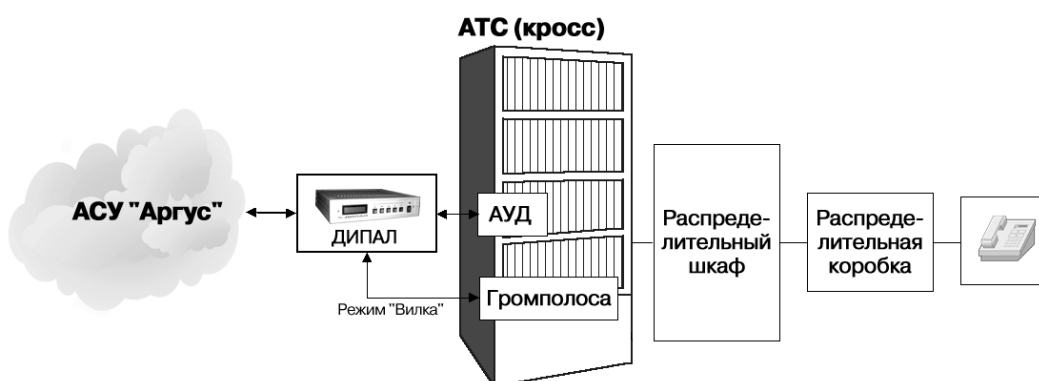 АТС (кросс)
АСУ "Аргус"
ДИПАЛ
АУД
Громполоса
Режим "Вилка"
Распреде-
лительный
шкаф
Распреде-
лительная
коробка